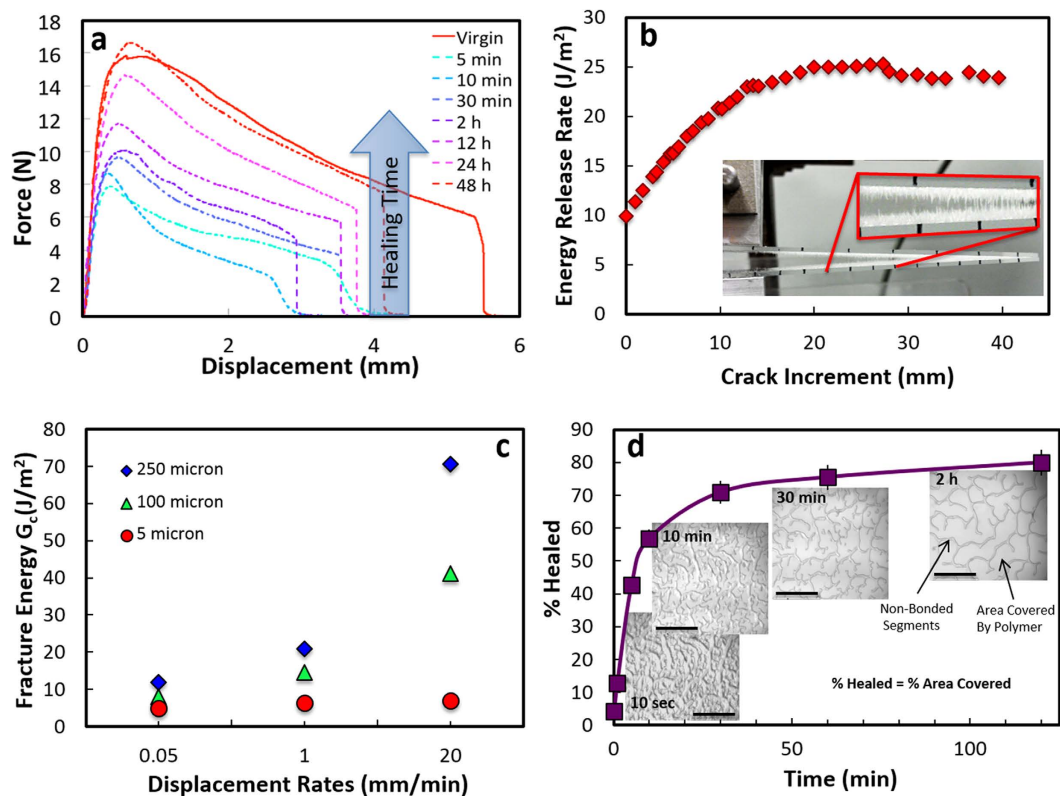 a
18
16
14
12
10
8
6
4
2
0
Force (N)
0
2
4
6
Displacement (mm)
Virgin
5 min
10 min
30 min
2 h
12 h
24 h
48 h
Healing Time
b
30
25
20
15
10
5
0
Energy Release Rate (J/m²)
0
10
20
30
40
Crack Increment (mm)
c
80
70
60
50
40
30
20
10
0
Fracture Energy Gc(J/m²)
250 micron
100 micron
5 micron
0.05
1
20
Displacement Rates (mm/min)
d
90
80
70
60
50
40
30
20
10
0
% Healed
10 sec
10 min
30 min
2 h
Non-Bonded
Segments
Area Covered
By Polymer
% Healed = % Area Covered
0
50
100
Time (min)